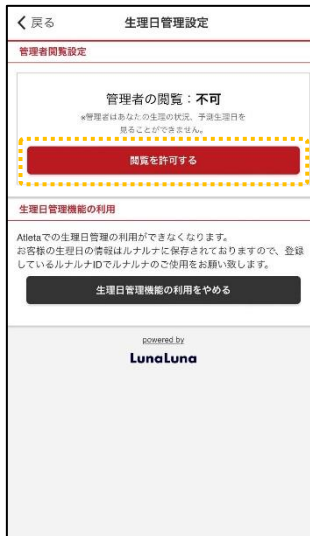 戻る 生理日管理設定
管理者閲覧設定
管理者の閲覧：不可
※管理者はあなたの生理の状況、予測生理日を
見ることができません。
閲覧を許可する
生理日管理機能の利用
Atletaでの生理日管理の利用ができなくなります。
お客様の生理日の情報はルナルナに保存されておりますので、登録
しているルナルナIDでルナルナのご使用をお願い致します。
生理日管理機能の利用をやめる
powered by
LunaLuna